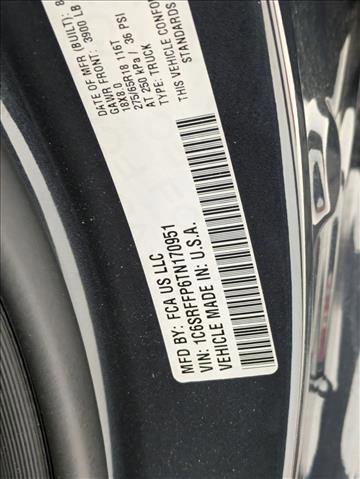 MFD BY: FCA US LLC
VIN: 1C6SRFFP6TN170951
VEHICLE MADE IN: U.S.A.
DATE OF MFR (BUILT): 8
GAWR FRONT: 3900 LB
18X8.0 116T
275/65R18
AT 250 kPa / 36 PSI
TYPE: TRUCK
THIS VEHICLE CONFO